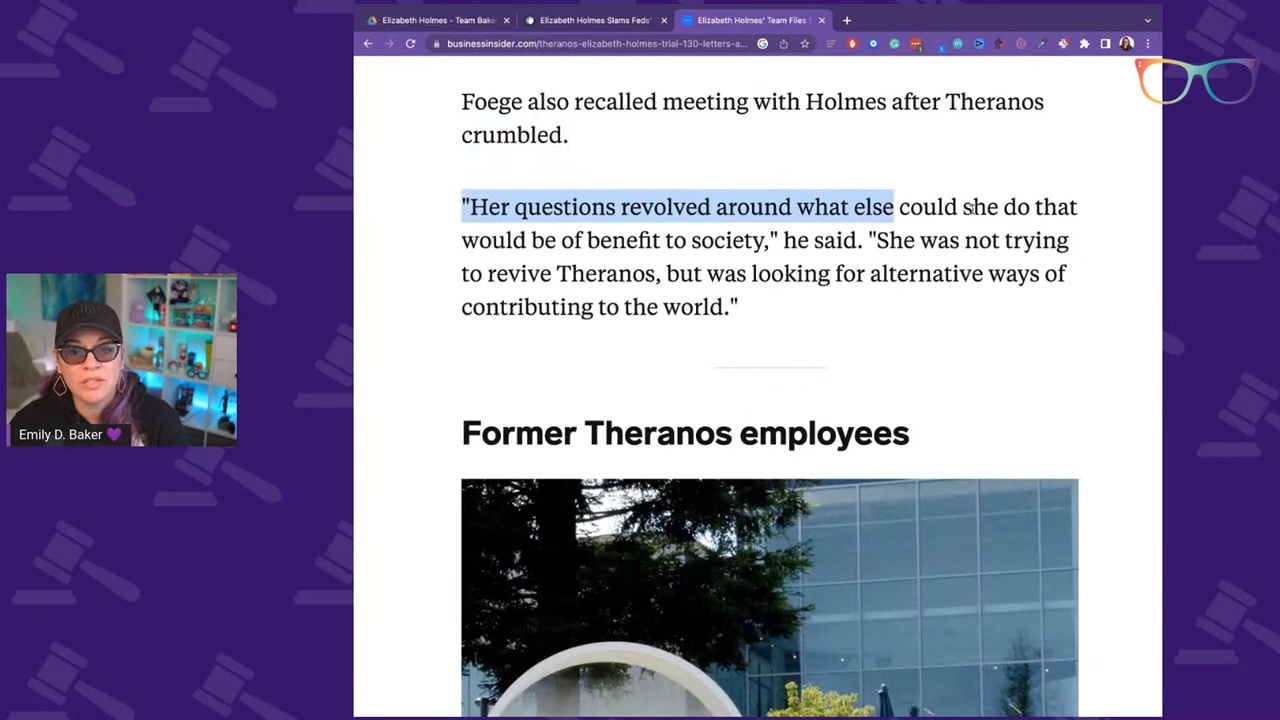 Elizabeth Holmes - Team Bake
Elizabeth Holmes Slams Feds'
Elizabeth Holmes' Team Files
businessinsider.com/theranos-elizabeth-holmes-trial-130-letters-a...
Foege also recalled meeting with Holmes after Theranos
crumbled.
"Her questions revolved around what else could she do that
would be of benefit to society," he said. "She was not trying
to revive Theranos, but was looking for alternative ways of
contributing to the world."
Former Theranos employees
Emily D. Baker 💜